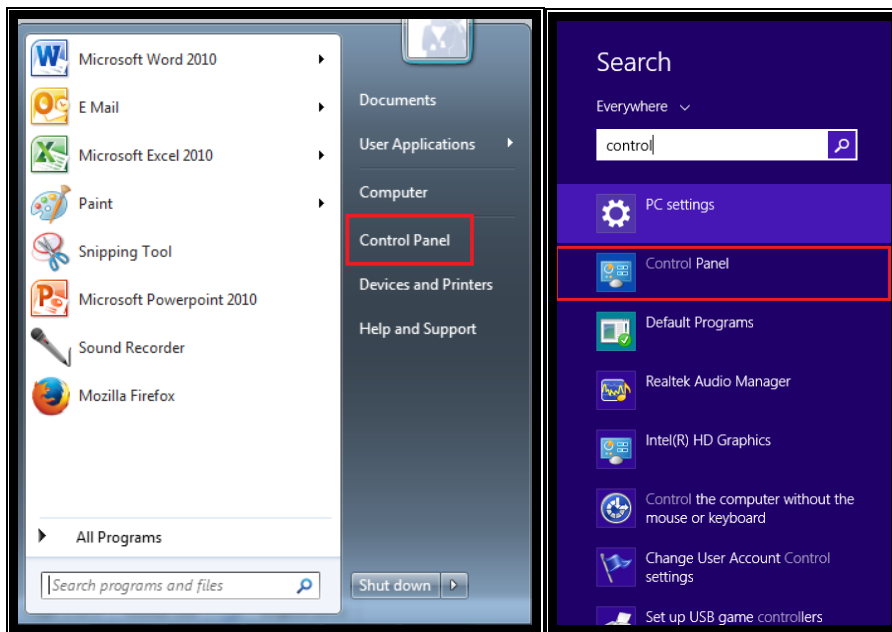 Microsoft Word 2010
E Mail
Microsoft Excel 2010
Paint
Snipping Tool
Microsoft Powerpoint 2010
Sound Recorder
Mozilla Firefox
All Programs
Search programs and files
Documents
User Applications
Computer
Control Panel
Devices and Printers
Help and Support
Shut down
Search
Everywhere
control
PC settings
Control Panel
Default Programs
Realtek Audio Manager
Intel(R) HD Graphics
Control the computer without the
mouse or keyboard
Change User Account Control
settings
Set up USB game controllers